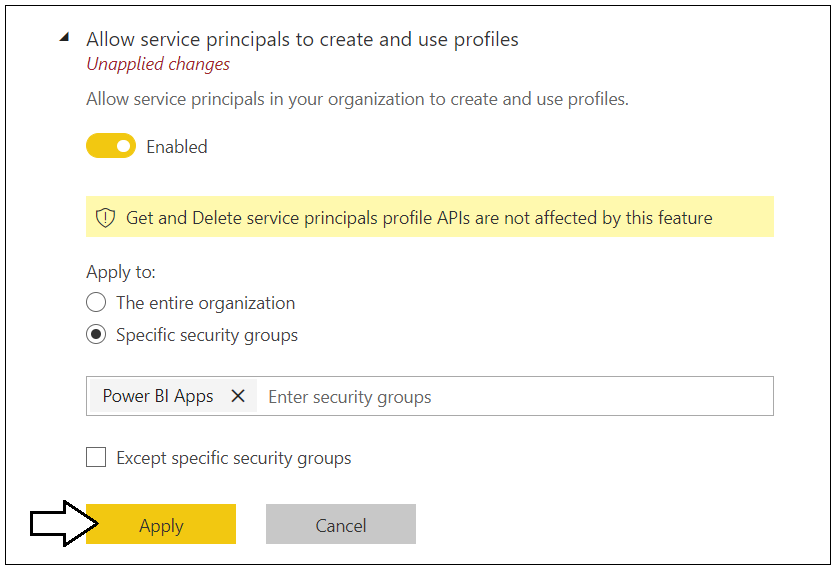 Allow service principals to create and use profiles
Unapplied changes
Allow service principals in your organization to create and use profiles.
Enabled
Get and Delete service principals profile APIs are not affected by this feature
Apply to:
The entire organization
Specific security groups
Power BI Apps Enter security groups
Except specific security groups
Apply Cancel